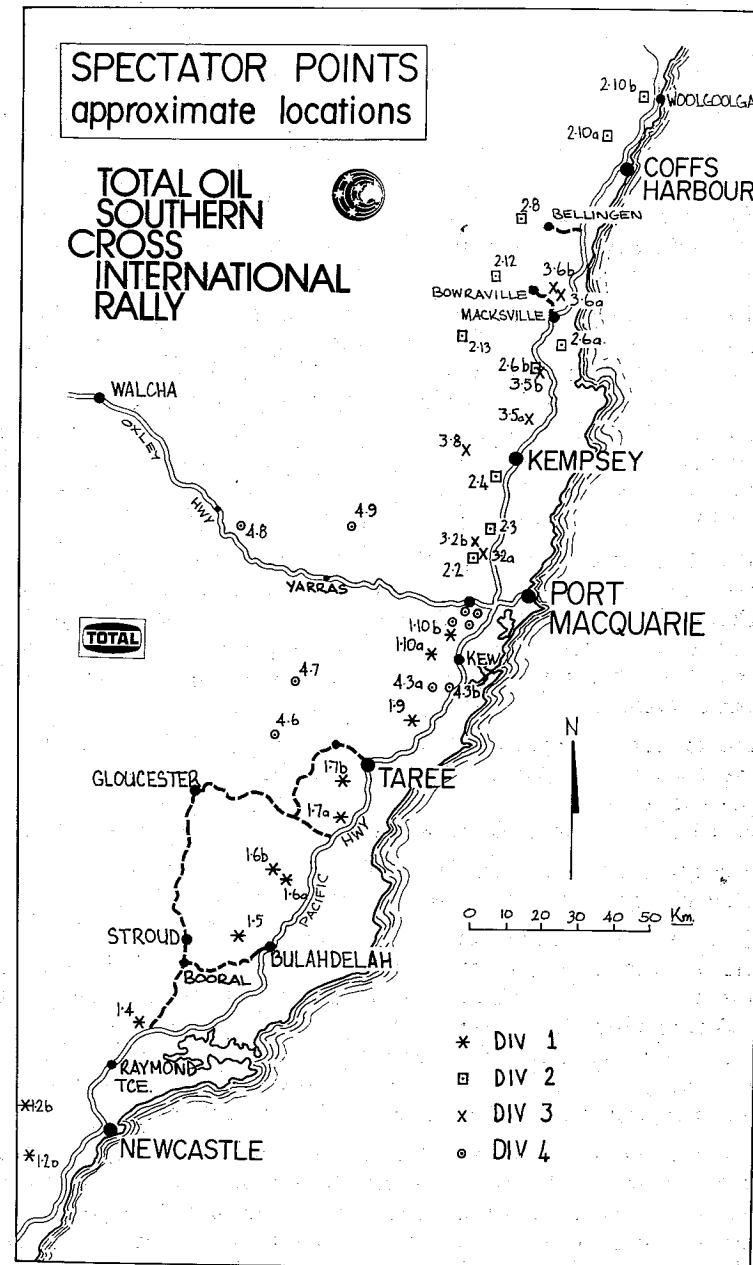 SPECTATOR POINTS
approximate locations
TOTAL OIL
SOUTHERN
CROSS
INTERNATIONAL
RALLY
2·10b
WOOLGOOLGA
2·10a
COFFS
HARBOUR
2·8
BELLINGEN
2·12
3·6b
BOWRAVILLE
3·6a
MACKSVILLE
2·13
2·6a
2·6b
3·5b
WALCHA
OXLEY
3·5a
3·8
KEMPSEY
2·4
HWY
4·8
4·9
2·3
3·2b
3·2a
2·2
YARRAS
PORT
MACQUARIE
TOTAL
1·10b
1·10a
KEW
4·7
4·3a
4·3b
1·9
4·6
N
TAREE
GLOUCESTER
1·7b
1·7a
HWY
1·6b
1·6a
PACIFIC
0 10 20 30 40 50 Km.
1·5
STROUD
BULAHDELAH
BOORAL
1·4
DIV 1
RAYMOND
TCE.
DIV 2
1·2b
DIV 3
NEWCASTLE
DIV 4